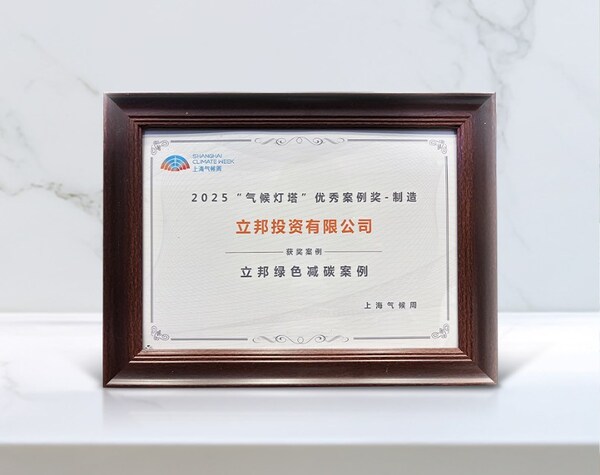 SHANGHAI
CLIMATE WEEK
上海气候周
2025“气候灯塔”优秀案例奖-制造
立邦投资有限公司
获奖案例
立邦绿色减碳案例
上海气候周